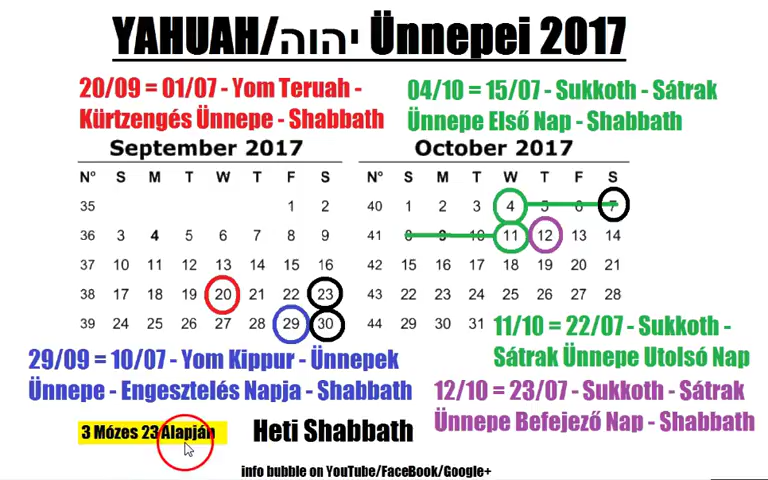 YAHUAH/יהוה Ünnepei 2017
20/09 = 01/07 - Yom Teruah -
Kürtzengés Ünnepe - Shabbath
04/10 = 15/07 - Sukkoth - Sátrak
Ünnepe Első Nap - Shabbath
September 2017
N° S M T W T F S
35 1 2
36 3 4 5 6 7 8 9
37 10 11 12 13 14 15 16
38 17 18 19 20 21 22 23
39 24 25 26 27 28 29 30
October 2017
N° S M T W T F S
40 1 2 3 4 5 6 7
41 8 9 10 11 12 13 14
42 15 16 17 18 19 20 21
43 22 23 24 25 26 27 28
44 29 30 31
29/09 = 10/07 - Yom Kippur - Ünnepek
Ünnepe - Engesztelés Napja - Shabbath
11/10 = 22/07 - Sukkoth -
Sátrak Ünnepe Utolsó Nap
12/10 = 23/07 - Sukkoth - Sátrak
Ünnepe Befejező Nap - Shabbath
3 Mózes 23 Alapján
Heti Shabbath
info bubble on YouTube/FaceBook/Google+